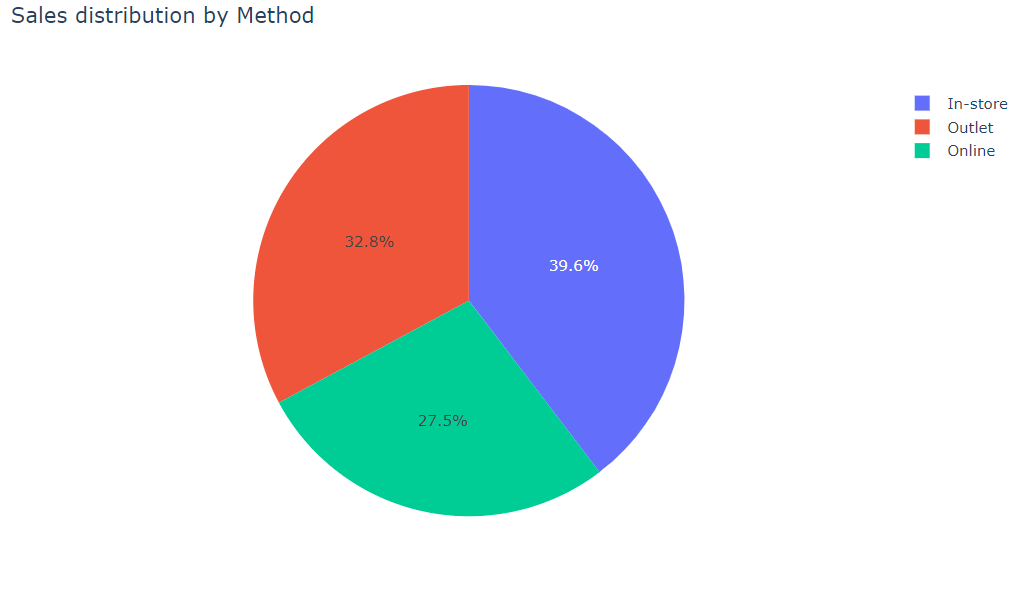 Sales distribution by Method
In-store
Outlet
Online
32.8%
39.6%
27.5%